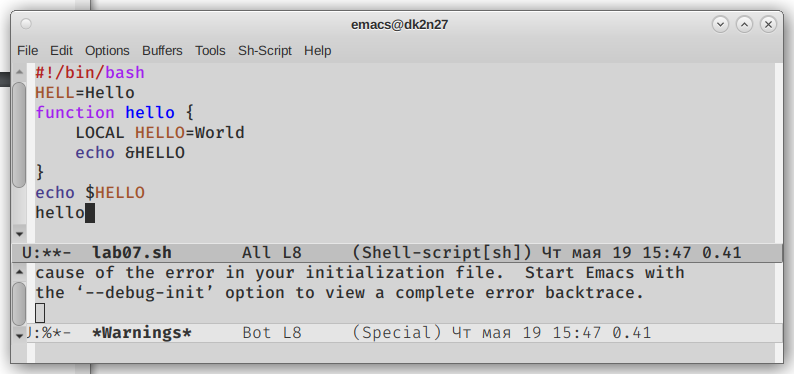 emacs@dk2n27
File Edit Options Buffers Tools Sh-Script Help
#!/bin/bash
HELL=Hello
function hello {
    LOCAL HELLO=World
    echo &HELLO
}
echo $HELLO
hello
U:**-  lab07.sh       All L8     (Shell-script[sh]) Чт мая 19 15:47 0.41
cause of the error in your initialization file.  Start Emacs with
the ‘--debug-init’ option to view a complete error backtrace.
U:%*-  *Warnings*     Bot L8     (Special) Чт мая 19 15:47 0.41